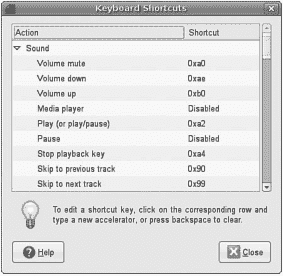 Keyboard Shortcuts
Action Shortcut
Sound
Volume mute 0xa0
Volume down 0xae
Volume up 0xb0
Media player Disabled
Play (or play/pause) 0xa2
Pause Disabled
Stop playback key 0xa4
Skip to previous track 0x90
Skip to next track 0x99
To edit a shortcut key, click on the corresponding row and
type a new accelerator, or press backspace to clear.
Help Close